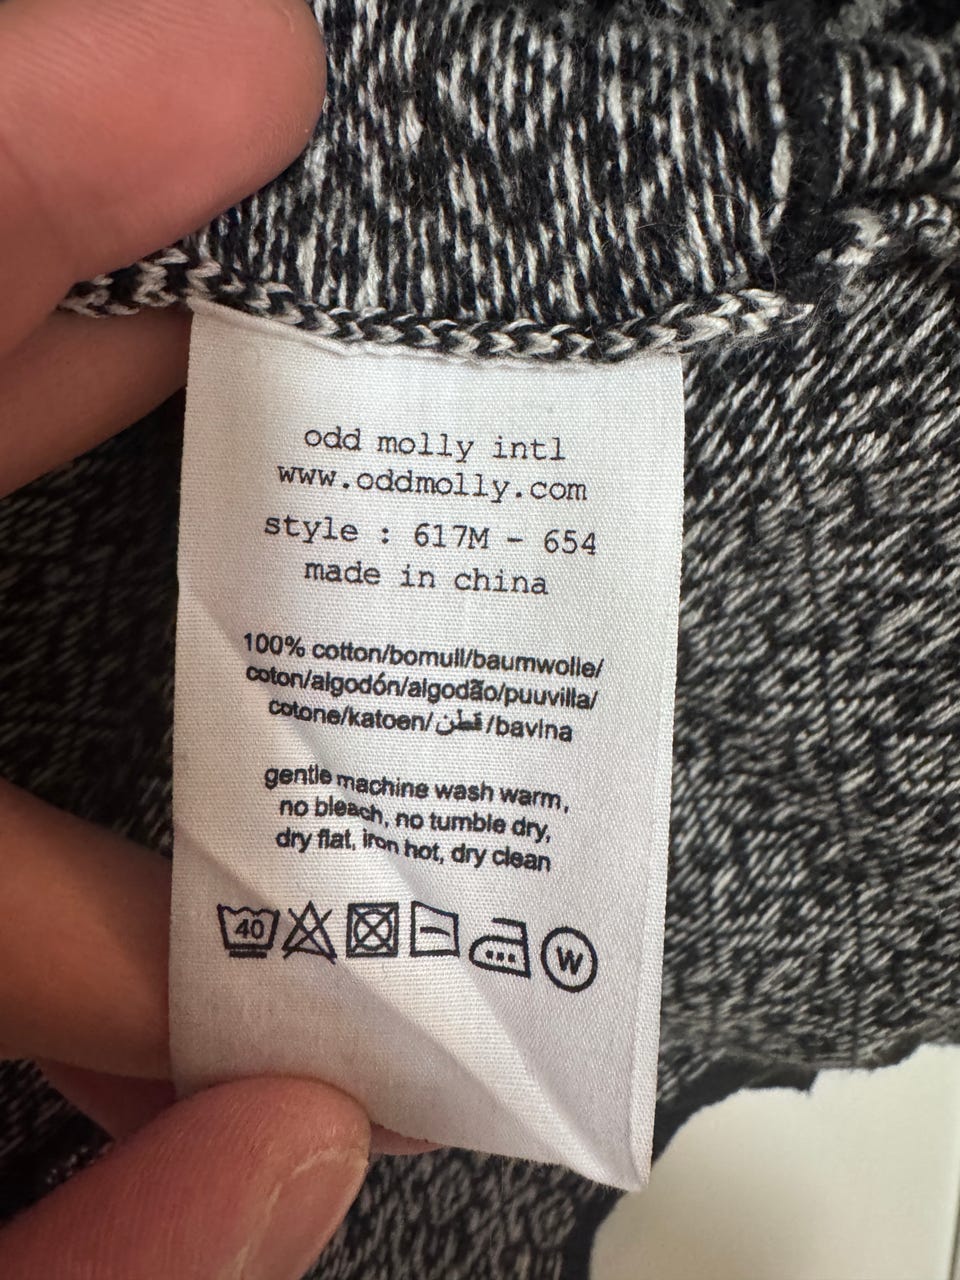 odd molly intl
www.oddmolly.com
style : 617M - 654
made in china
100% cotton/bomull/baumwolle/
coton/algodón/algodão/puuvilla/
cotone/katoen/قطن/bavlna
gentle machine wash warm,
no bleach, no tumble dry,
dry flat, iron hot, dry clean
40
W